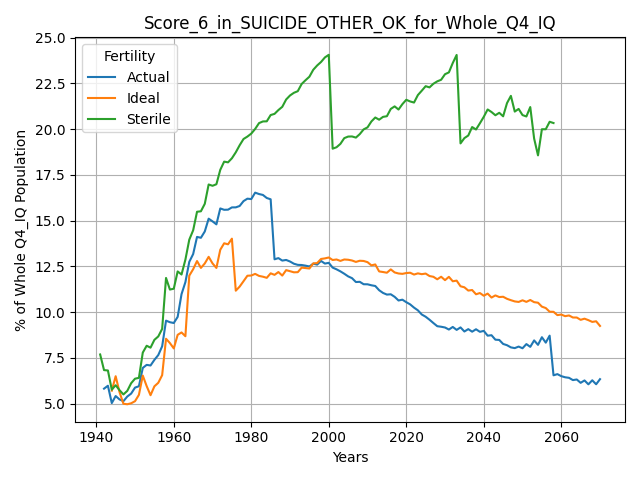 Score_6_in_SUICIDE_OTHER_OK_for_Whole_Q4_IQ
% of Whole Q4_IQ Population
25.0
22.5
20.0
17.5
15.0
12.5
10.0
7.5
5.0
Fertility
Actual
Ideal
Sterile
1940 1960 1980 2000 2020 2040 2060
Years